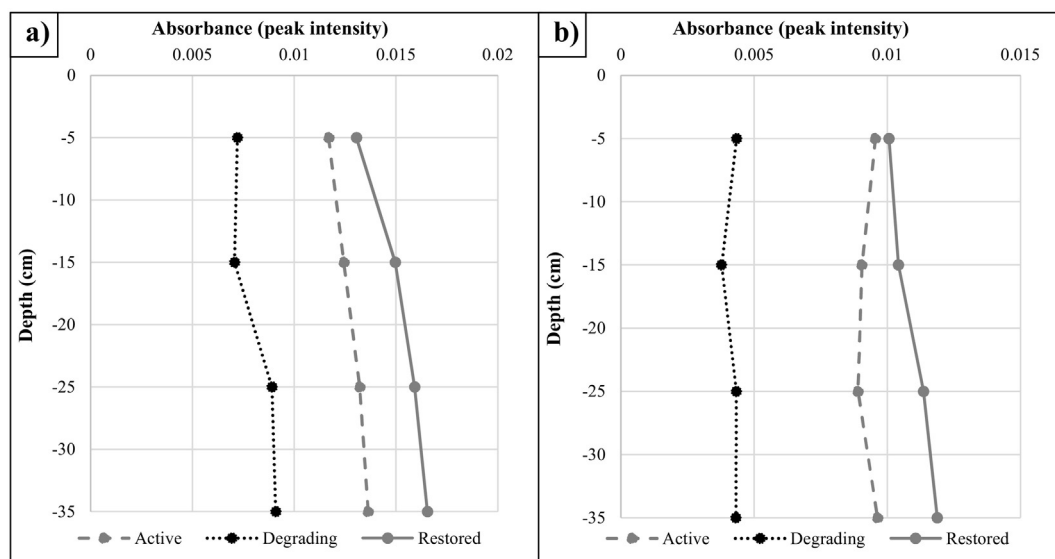 a)
Absorbance (peak intensity)
0 0.005 0.01 0.015 0.02
0
-5
-10
-15
-20
-25
-30
-35
Depth (cm)
Active Degrading Restored
b)
Absorbance (peak intensity)
0 0.005 0.01 0.015
0
-5
-10
-15
-20
-25
-30
-35
Depth (cm)
Active Degrading Restored